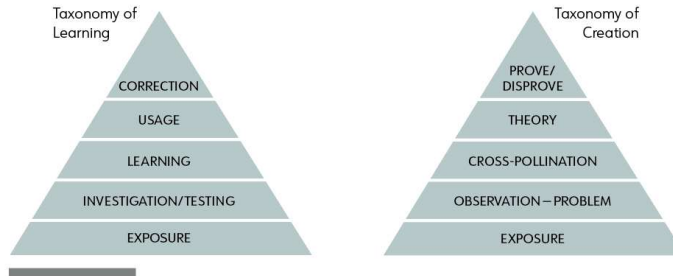 Taxonomy of
Learning
CORRECTION
USAGE
LEARNING
INVESTIGATION/TESTING
EXPOSURE
Taxonomy of
Creation
PROVE/
DISPROVE
THEORY
CROSS-POLLINATION
OBSERVATION – PROBLEM
EXPOSURE